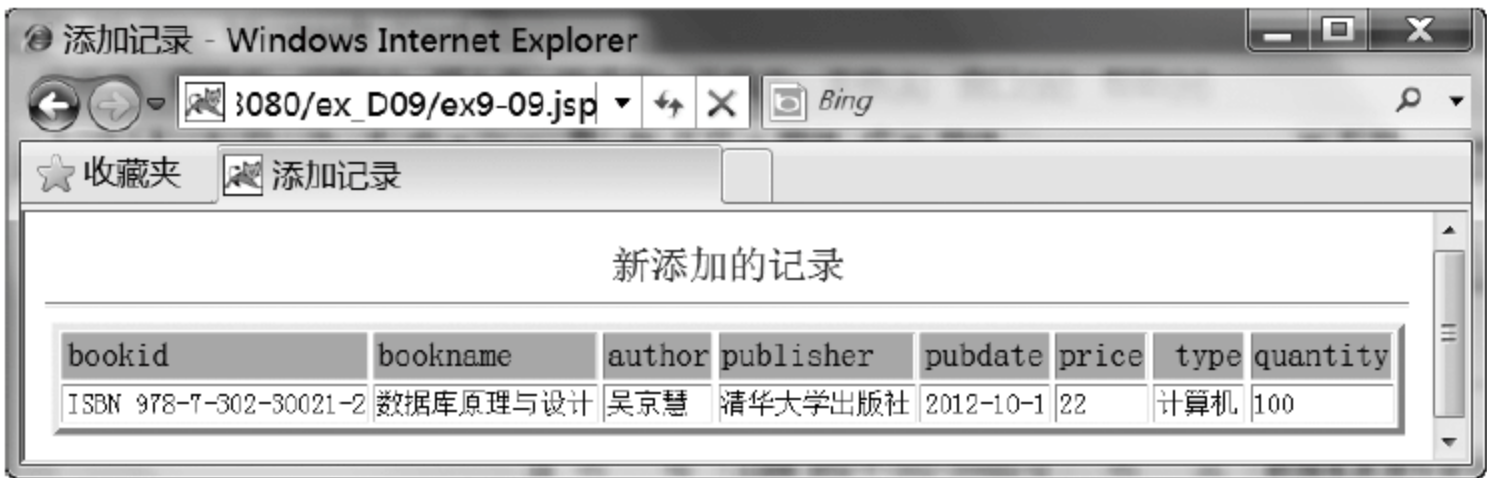 添加记录 - Windows Internet Explorer
3080/ex_D09/ex9-09.jsp Bing
收藏夹 添加记录
新添加的记录
bookid bookname author publisher pubdate price type quantity
ISBN 978-7-302-30021-2 数据库原理与设计 吴京慧 清华大学出版社 2012-10-1 22 计算机 100